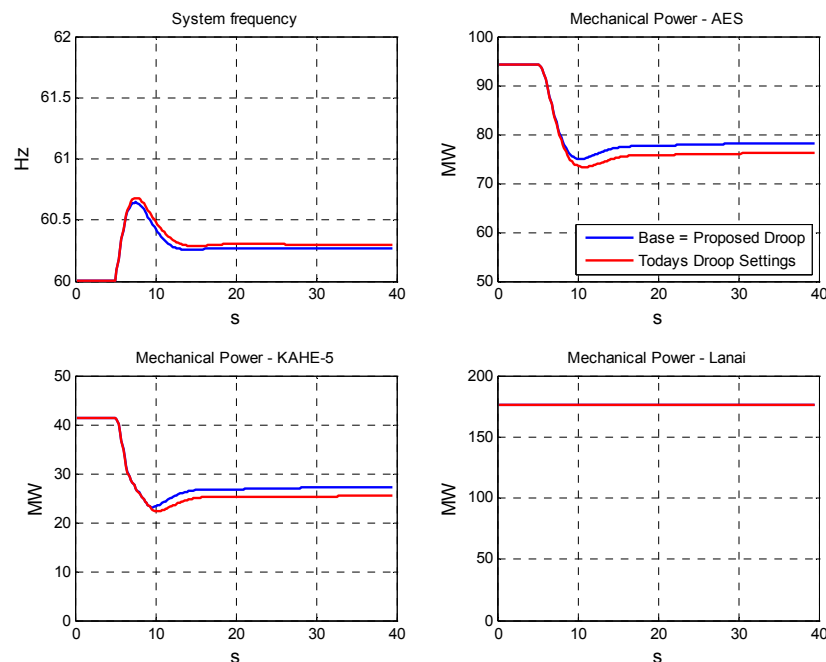 System frequency
62
61.5
61
60.5
60
Hz
0 10 20 30 40
s
Mechanical Power - AES
100
90
80
70
60
50
MW
Base = Proposed Droop
Todays Droop Settings
0 10 20 30 40
s
Mechanical Power - KAHE-5
50
40
30
20
10
0
MW
0 10 20 30 40
s
Mechanical Power - Lanai
200
150
100
50
0
MW
0 10 20 30 40
s